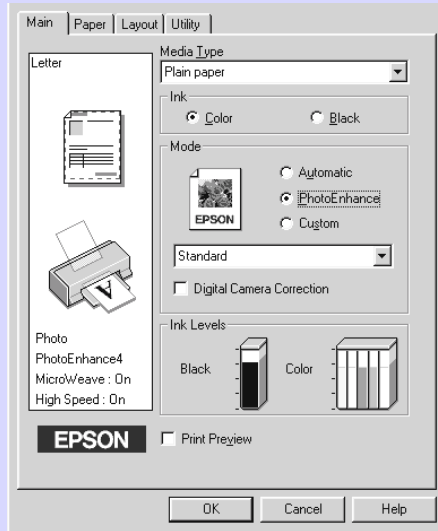 Main Paper Layout Utility
Letter
Media Type
Plain paper
Ink
Color Black
Mode
EPSON
Automatic
PhotoEnhance
Custom
Standard
Digital Camera Correction
A
Photo
PhotoEnhance4
MicroWeave : On
High Speed : On
Ink Levels
Black Color
EPSON
Print Preview
OK Cancel Help